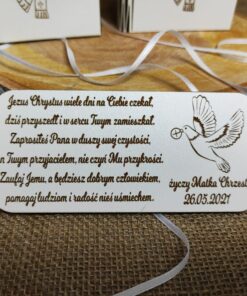 Jezus Chrystus wiele dni na Ciebie czekał,
dziś przyszedł i w sercu Twym zamieszkał.
Zaprosiłeś Pana w duszy swej czystości,
Twym przyjacielem, nie czyń Mu przykrości.
Zaufaj Jemu, a będziesz dobrym człowiekiem,
pomagaj ludziom i radość nieś uśmiechem.
życzy Matka Chrzest
26.05.2021